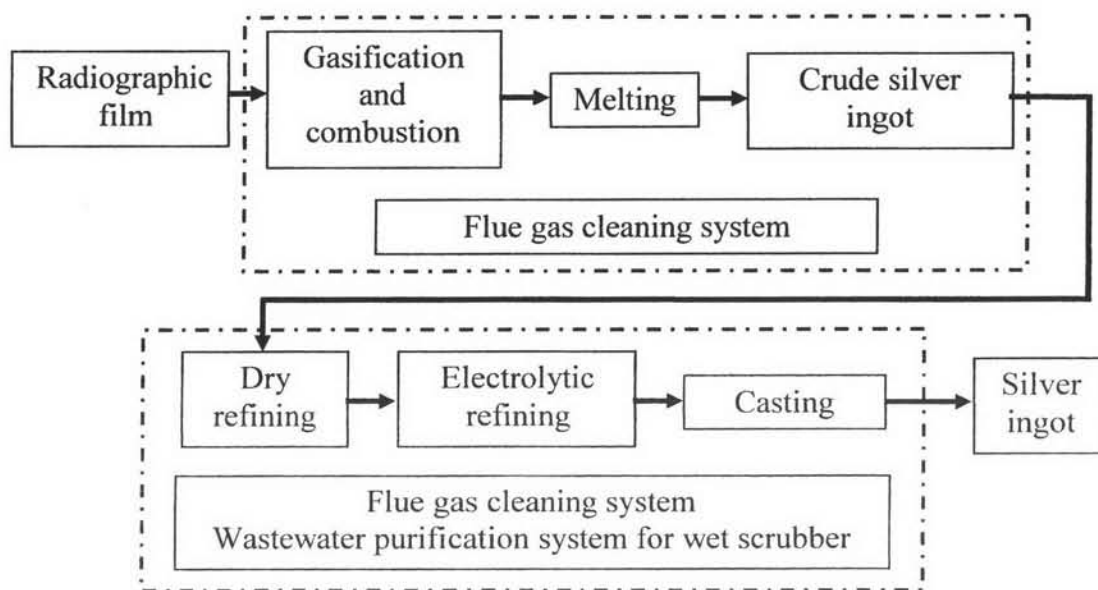 Radiographic
film
Gasification
and
combustion
Melting
Crude silver
ingot
Flue gas cleaning system
Dry
refining
Electrolytic
refining
Casting
Silver
ingot
Flue gas cleaning system
Wastewater purification system for wet scrubber